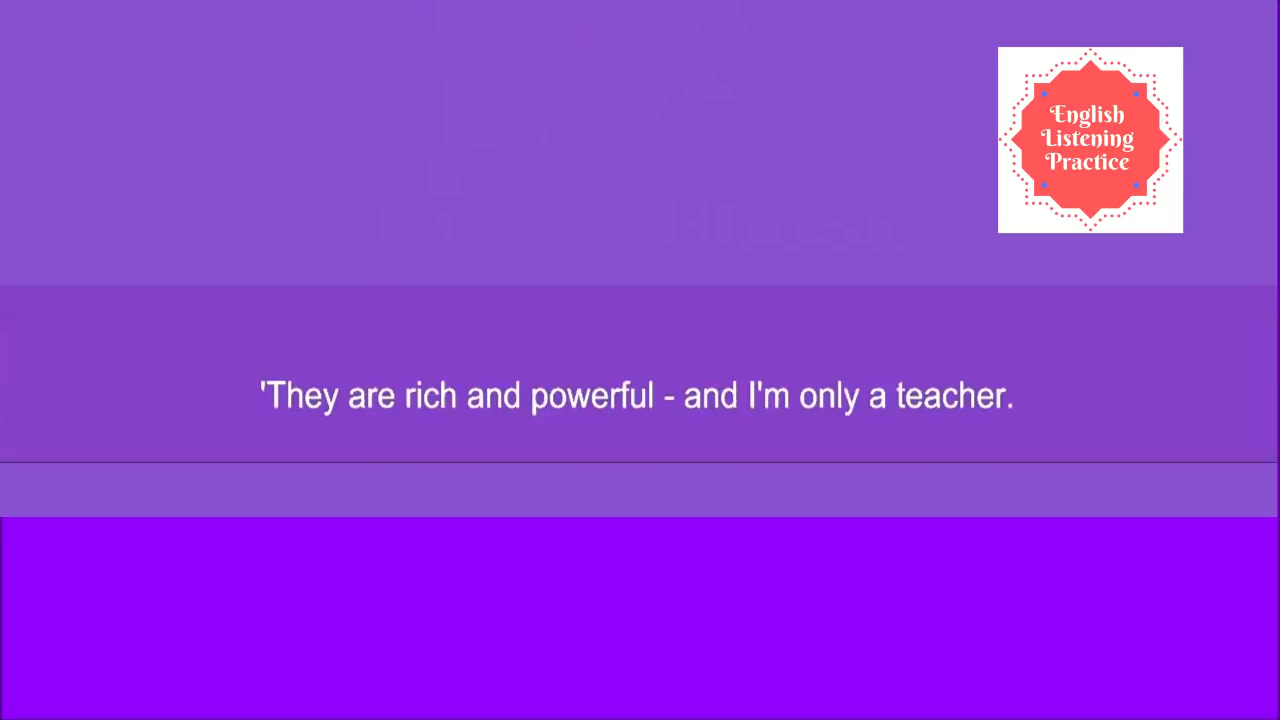 English
Listening
Practice
'They are rich and powerful - and I'm only a teacher.